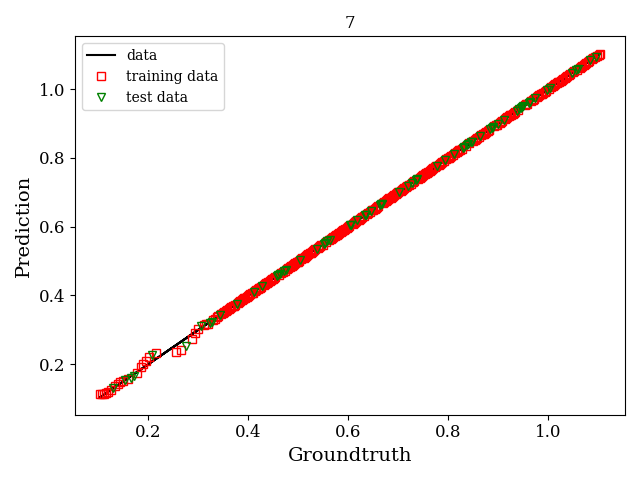 7
data
training data
test data
1.0
0.8
0.6
0.4
0.2
Prediction
0.2 0.4 0.6 0.8 1.0
Groundtruth